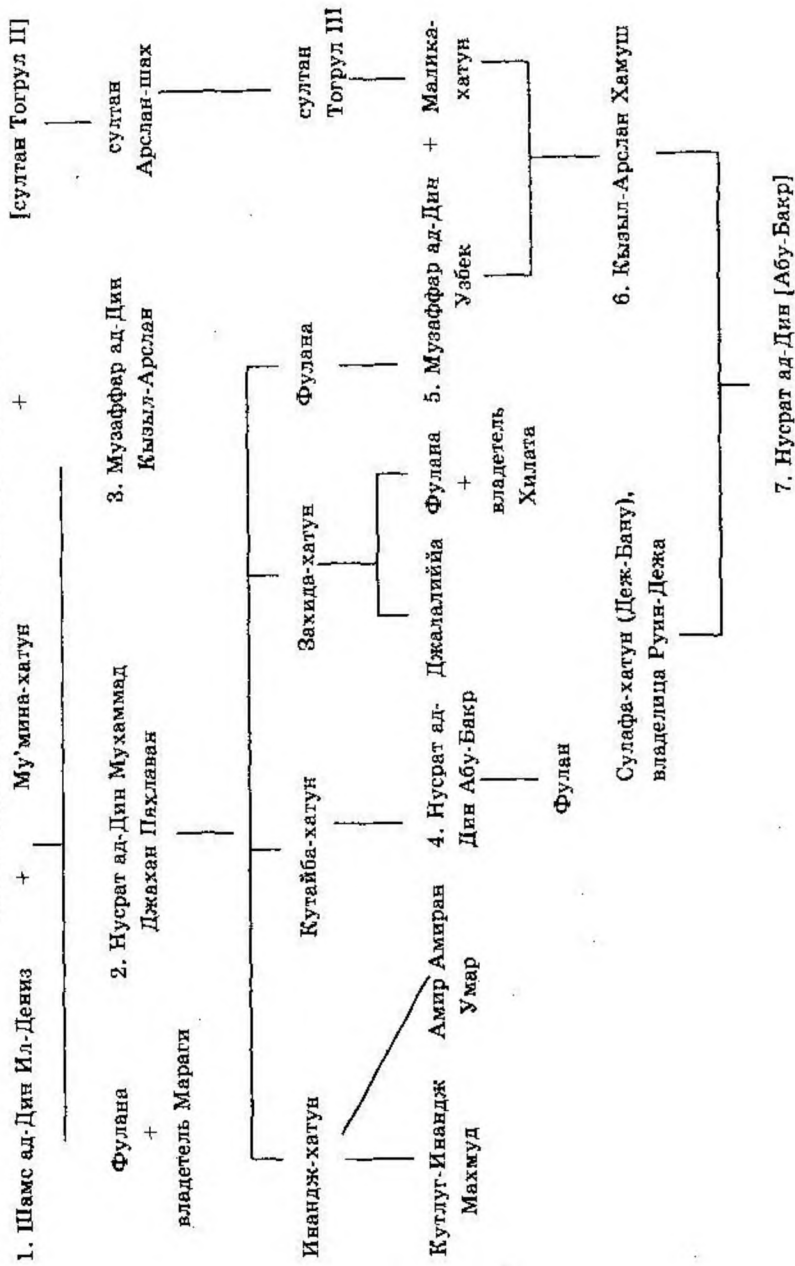 1. Шамс ад-Дин Ил-Дениз + Му’мина-хатун + [султан Тогрул II]
Фулана
+
владетель Мараги
2. Нусрат ад-Дин Мухаммад
Джахан Пахлаван
3. Музаффар ад-Дин
Кызыл-Арслан
султан
Арслан-шах
Инандж-хатун
Кутайба-хатун
Захида-хатун
Фулана
султан
Тогрул III
Кутлуг-Инандж
Махмуд
Амир Амиран
Умар
4. Нусрат ад-
Дин Абу-Бакр
Джалалиййа
Фулана
+
владетель
Хилата
5. Музаффар ад-Дин
Узбек
+
Малика-
хатун
Фулан
Сулафа-хатун (Деж-Бану),
владелица Руин-Дежа
6. Кызыл-Арслан Хамуш
7. Нусрат ад-Дин [Абу-Бакр]